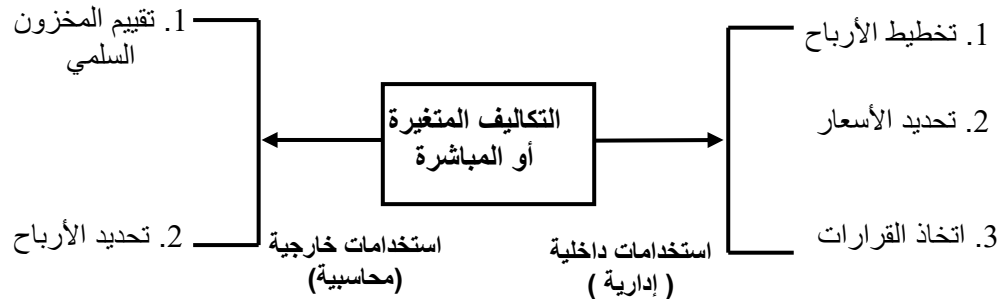 التكاليف المتغيرة
أو المباشرة
استخدامات داخلية
( إدارية )
1. تخطيط الأرباح
2. تحديد الأسعار
3. اتخاذ القرارات
استخدامات خارجية
(محاسبية)
1. تقييم المخزون
السلمي
2. تحديد الأرباح